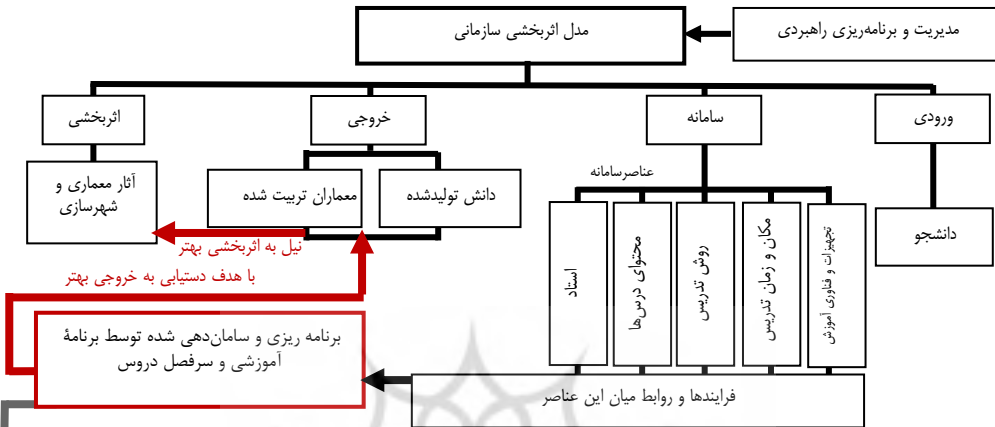 مدیریت و برنامه‌ریزی راهبردی
مدل اثربخشی سازمانی
ورودی
سامانه
خروجی
اثربخشی
دانشجو
عناصرسامانه
تجهیزات و فناوری آموزش
مکان و زمان تدریس
روش تدریس
محتوای درس‌ها
استاد
دانش تولیدشده
معماران تربیت شده
آثار معماری و
شهرسازی
نیل به اثربخشی بهتر
با هدف دستیابی به خروجی بهتر
برنامه ریزی و سامان‌دهی شده توسط برنامهٔ
آموزشی و سرفصل دروس
فرایندها و روابط میان این عناصر